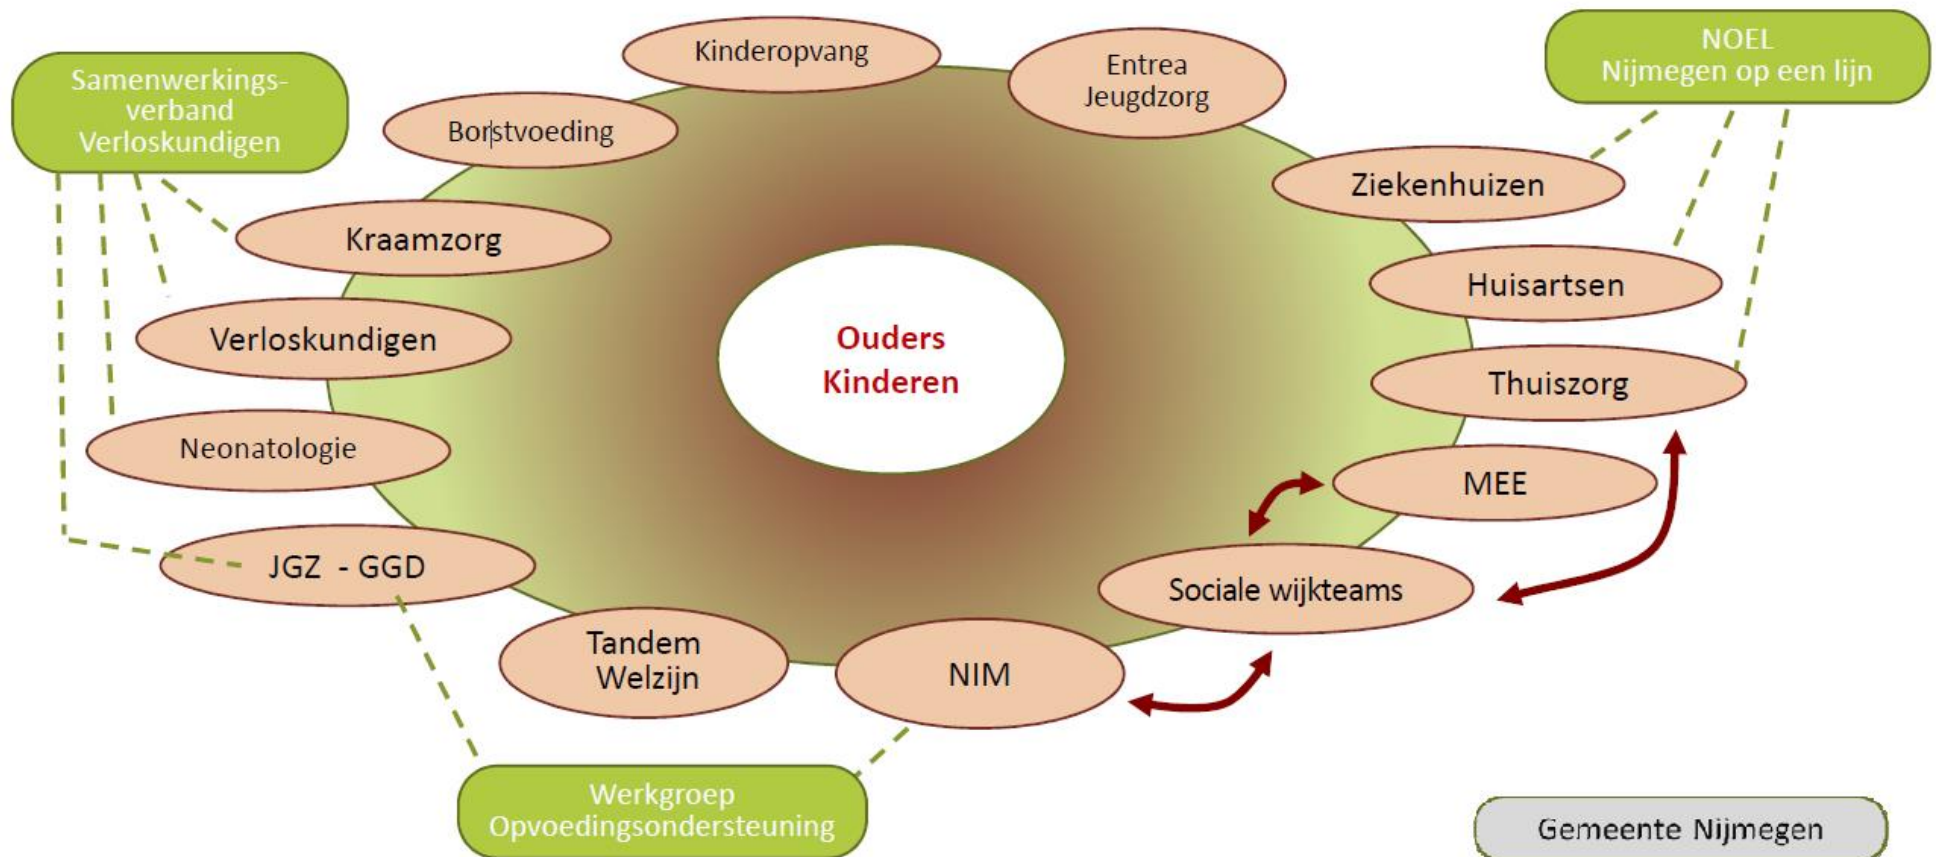 Kinderopvang
Entrea
Jeugdzorg
NOEL
Nijmegen op een lijn
Samenwerkings-
verband
Verloskundigen
Borstvoeding
Ziekenhuizen
Kraamzorg
Huisartsen
Verloskundigen
Ouders
Kinderen
Thuiszorg
Neonatologie
MEE
JGZ - GGD
Sociale wijkteams
Tandem
Welzijn
NIM
Werkgroep
Opvoedingsondersteuning
Gemeente Nijmegen